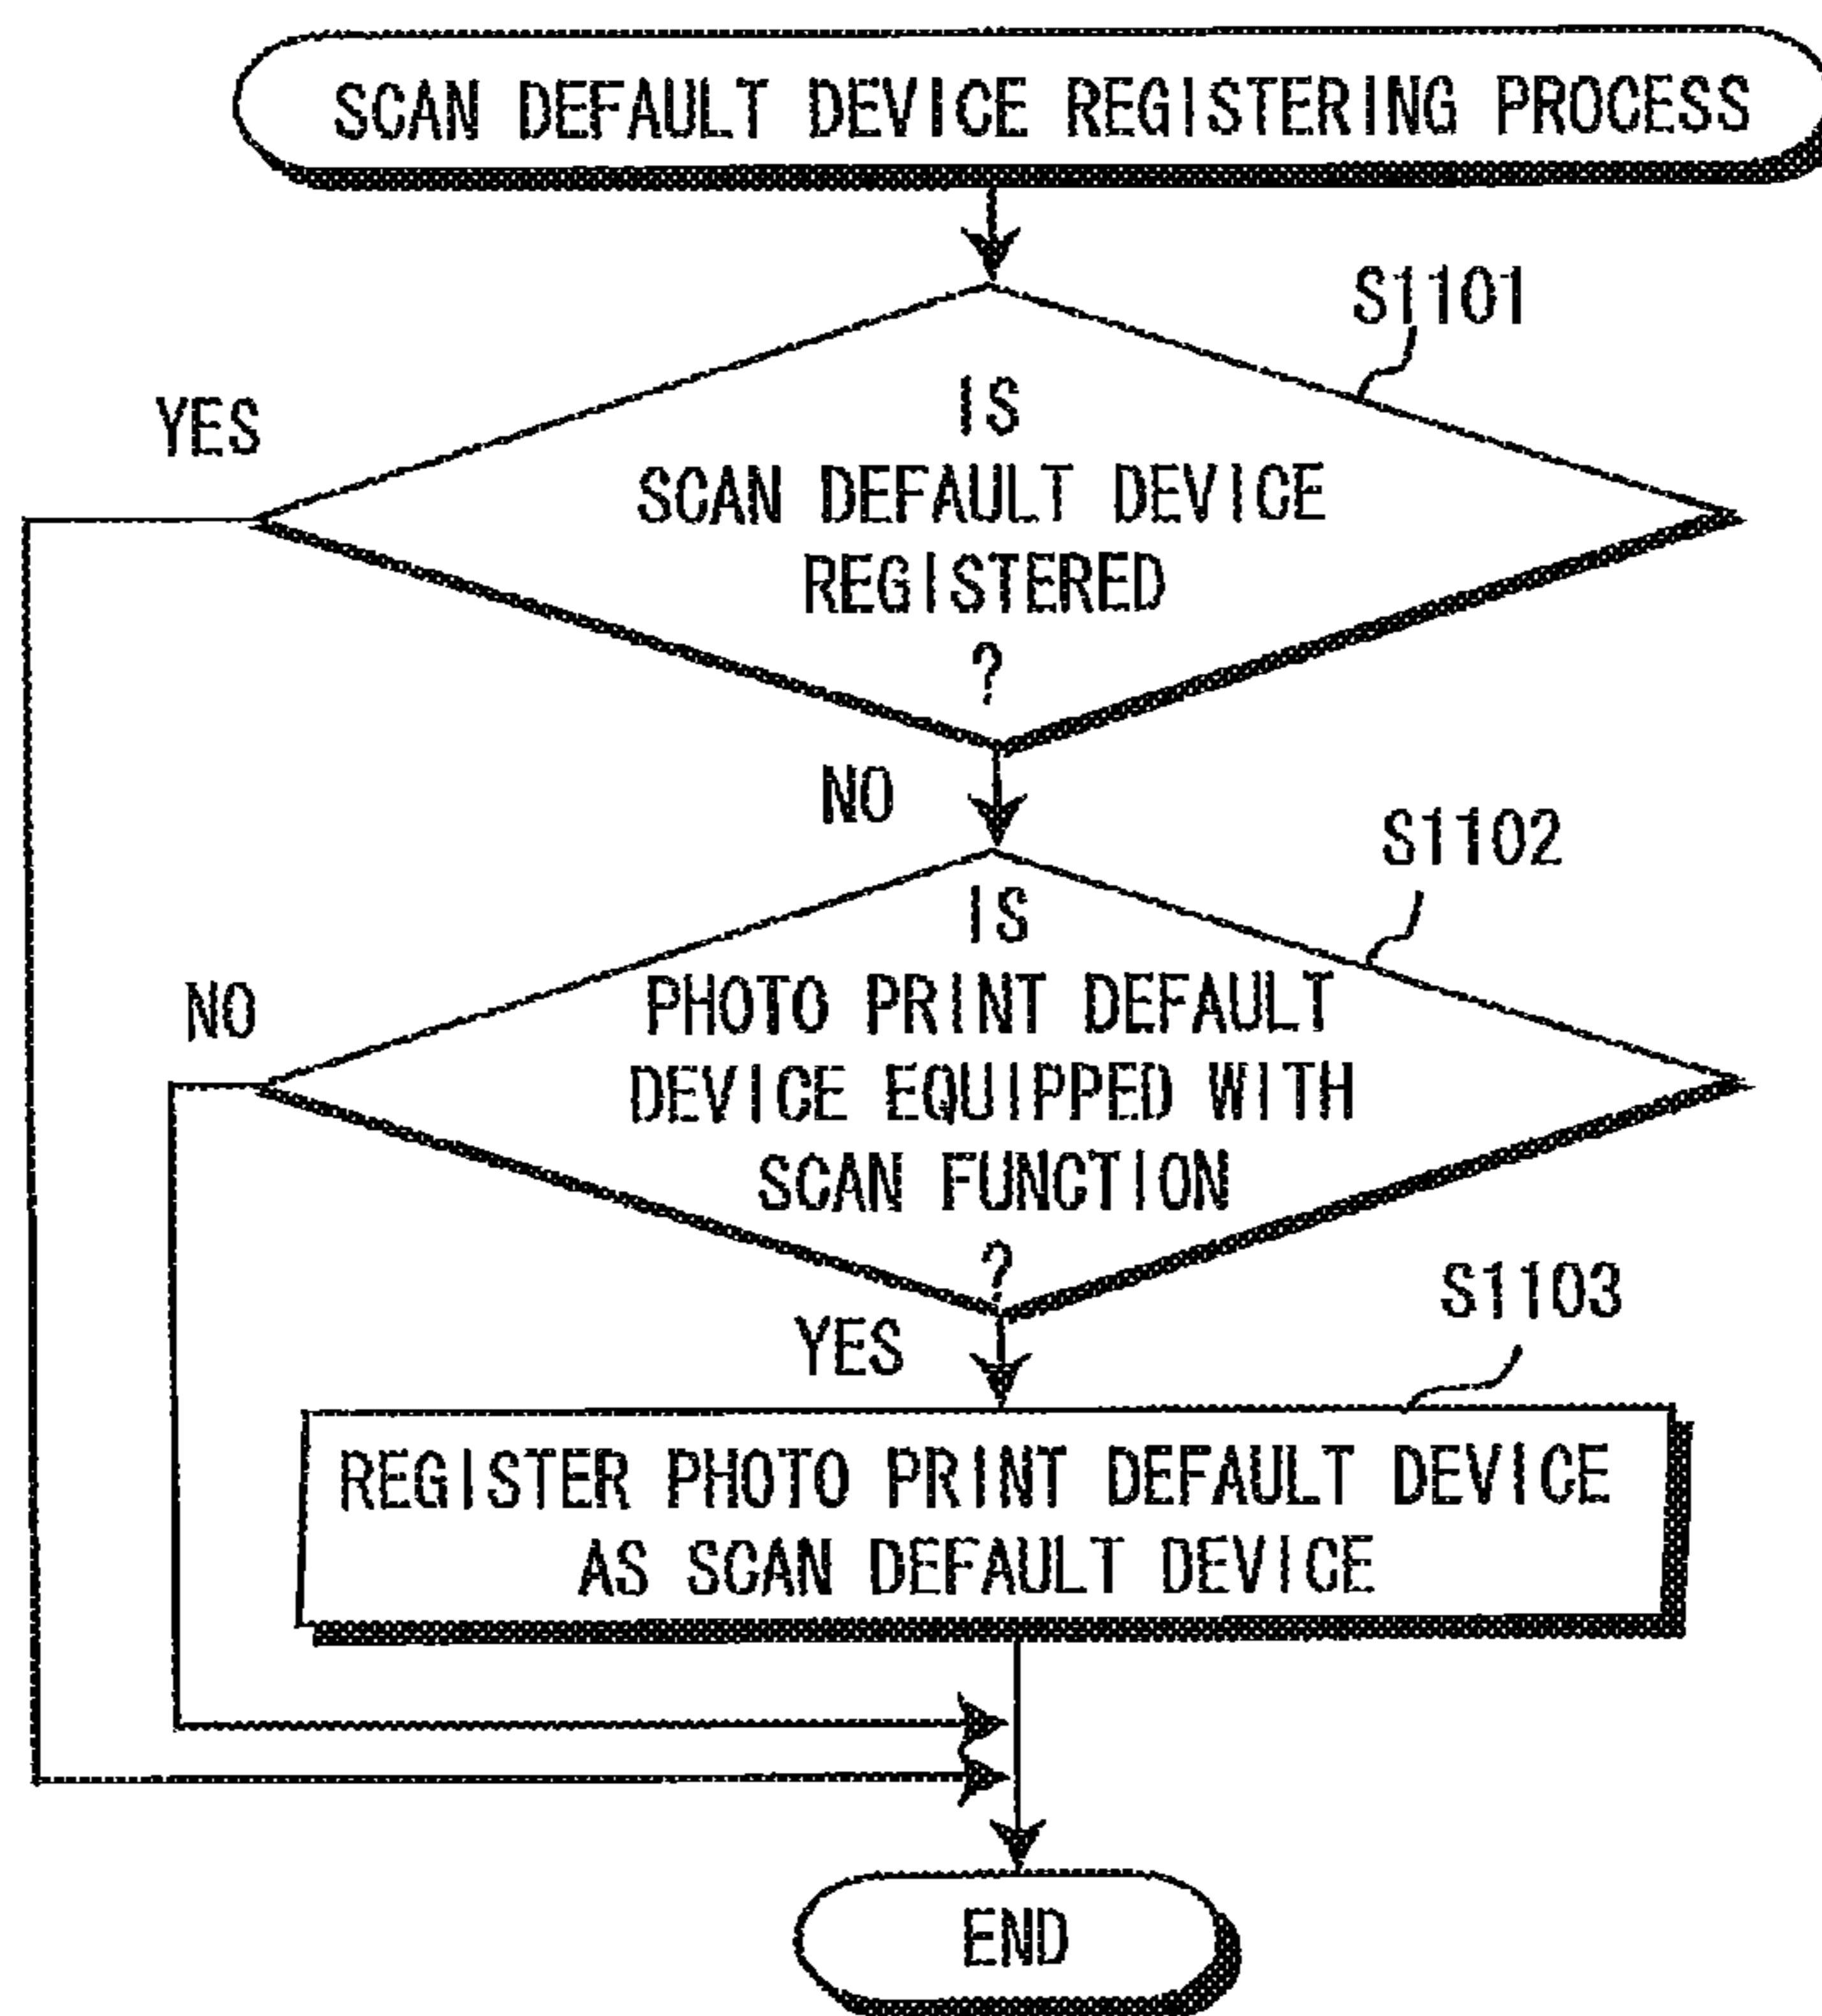 SCAN DEFAULT DEVICE REGISTERING PROCESS
S1101
IS
SCAN DEFAULT DEVICE
REGISTERED
?
YES
NO
S1102
IS
PHOTO PRINT DEFAULT
DEVICE EQUIPPED WITH
SCAN FUNCTION
?
NO
YES
S1103
REGISTER PHOTO PRINT DEFAULT DEVICE
AS SCAN DEFAULT DEVICE
END